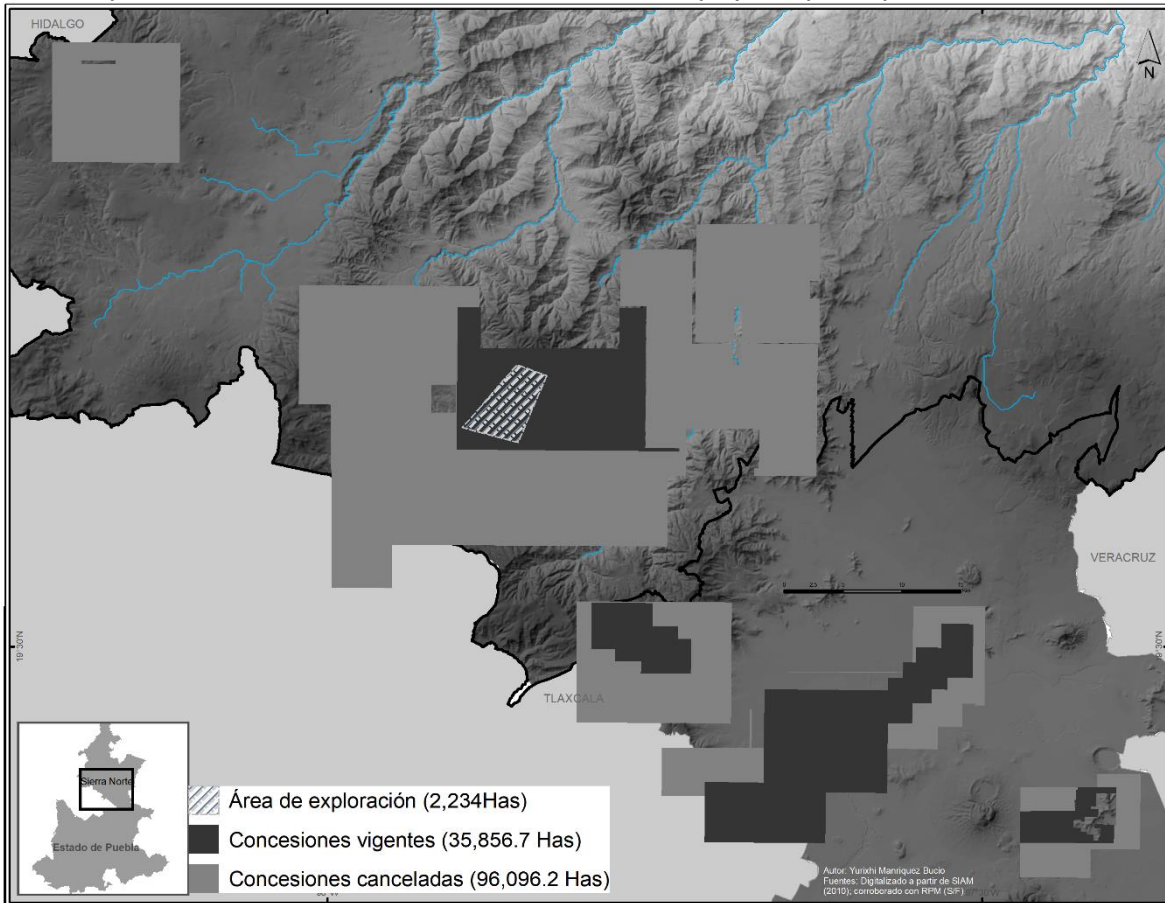 HIDALGO
N
VERACRUZ
19°30'N
19°30'N
TLAXCALA
Sierra Norte
Estado de Puebla
Área de exploración (2,234Has)
Concesiones vigentes (35,856.7 Has)
Concesiones canceladas (96,096.2 Has)
Autor: Yurixhi Manriquez Bucio
Fuentes: Digitalizado a partir de SIAM
(2010); corroborado con RPM (S/F)